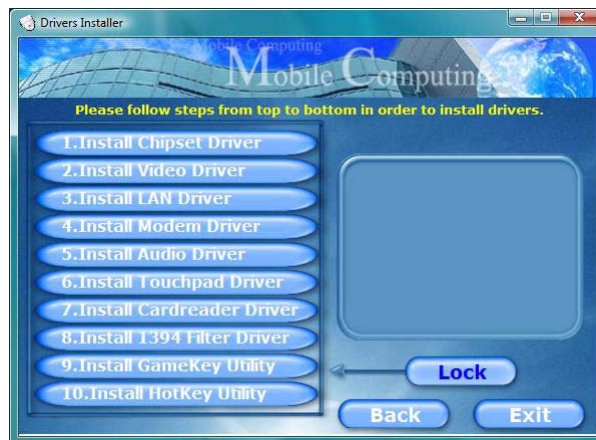 Drivers Installer
Mobile Computing
Mobile Computing
Please follow steps from top to bottom in order to install drivers.
1.Install Chipset Driver
2.Install Video Driver
3.Install LAN Driver
4.Install Modem Driver
5.Install Audio Driver
6.Install Touchpad Driver
7.Install Cardreader Driver
8.Install 1394 Filter Driver
9.Install GameKey Utility
10.Install HotKey Utility
Lock
Back
Exit